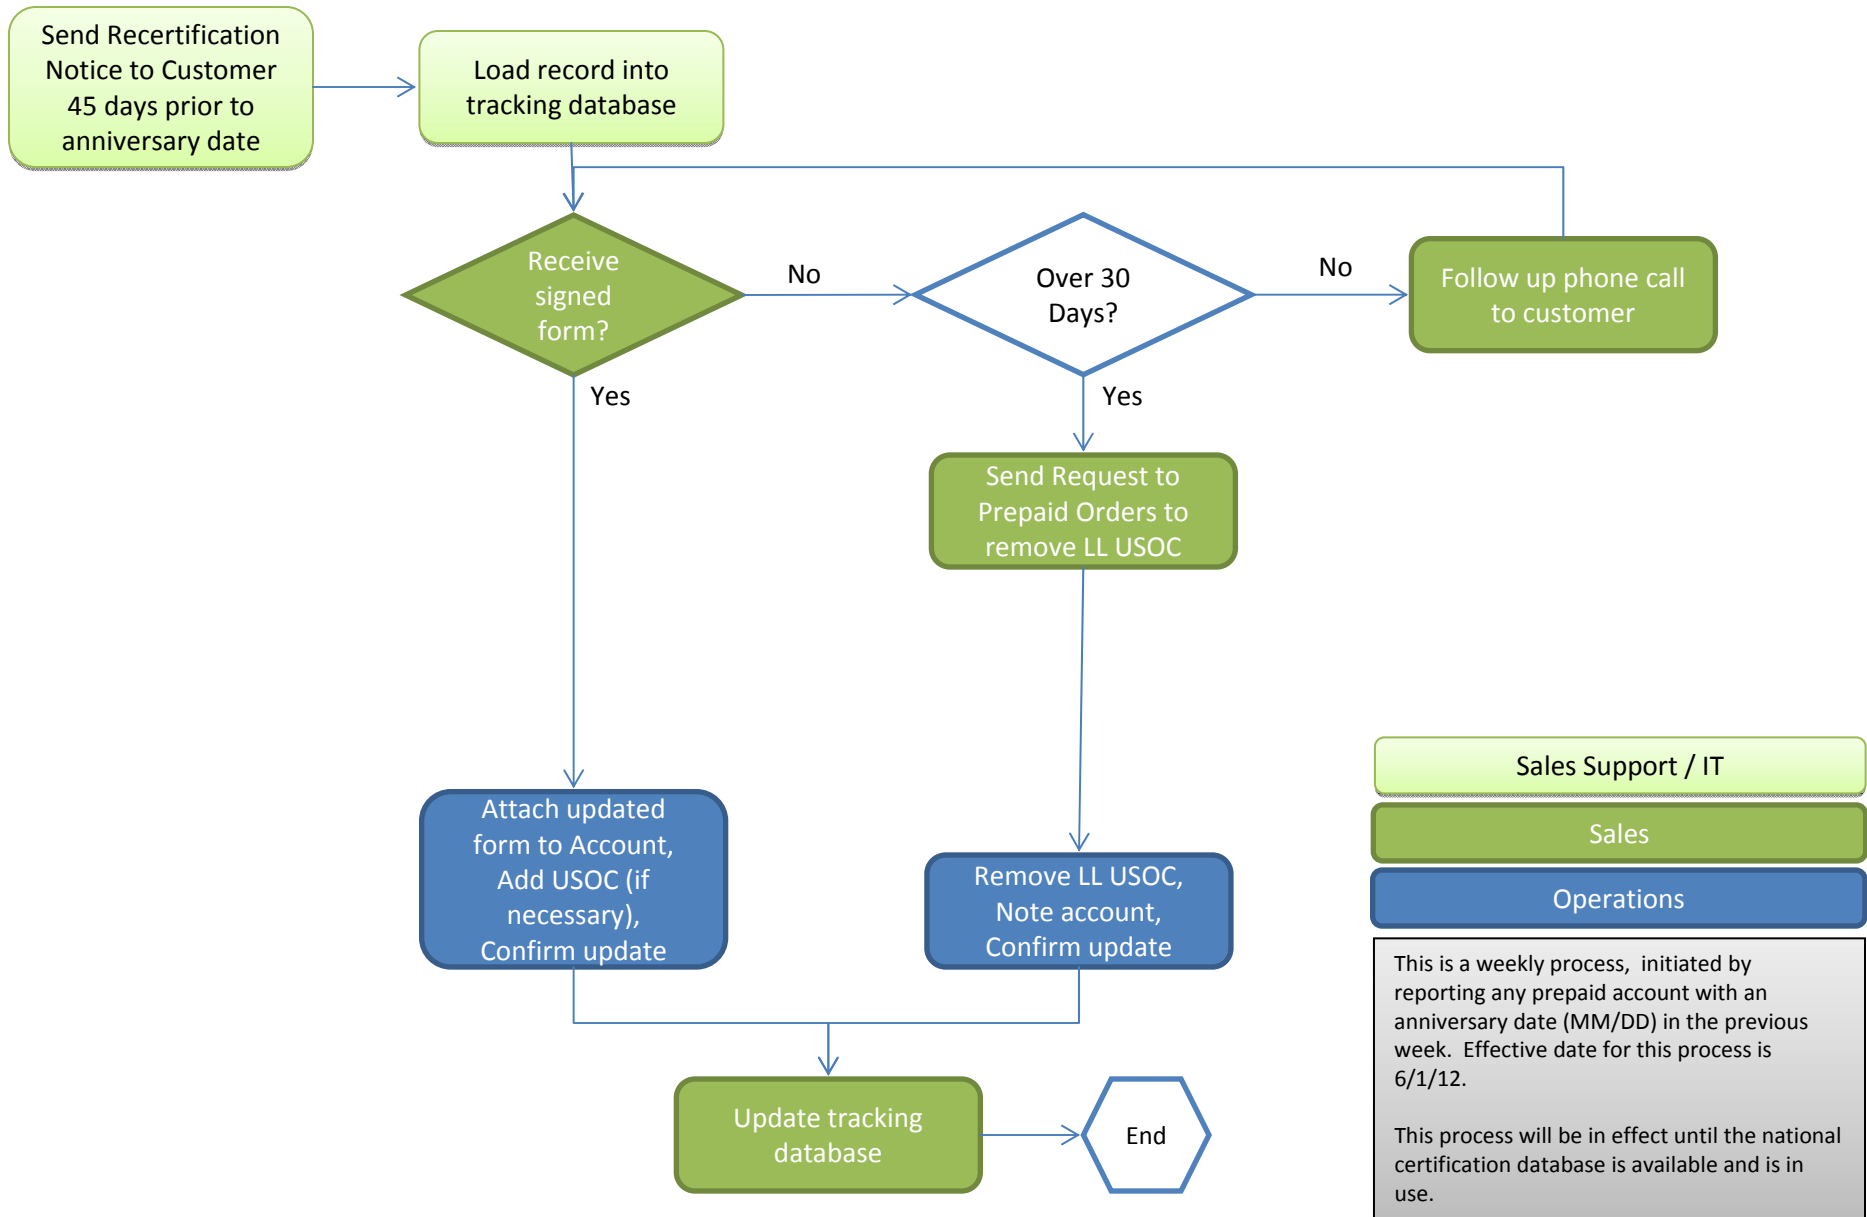 Send Recertification
Notice to Customer
45 days prior to
anniversary date
Load record into
tracking database
Receive
signed
form?
No
Over 30
Days?
No
Follow up phone call
to customer
Yes
Yes
Send Request to
Prepaid Orders to
remove LL USOC
Attach updated
form to Account,
Add USOC (if
necessary),
Confirm update
Remove LL USOC,
Note account,
Confirm update
Update tracking
database
End
Sales Support / IT
Sales
Operations
This is a weekly process,  initiated by
reporting any prepaid account with an
anniversary date (MM/DD) in the previous
week.  Effective date for this process is
6/1/12.
This process will be in effect until the national
certification database is available and is in
use.